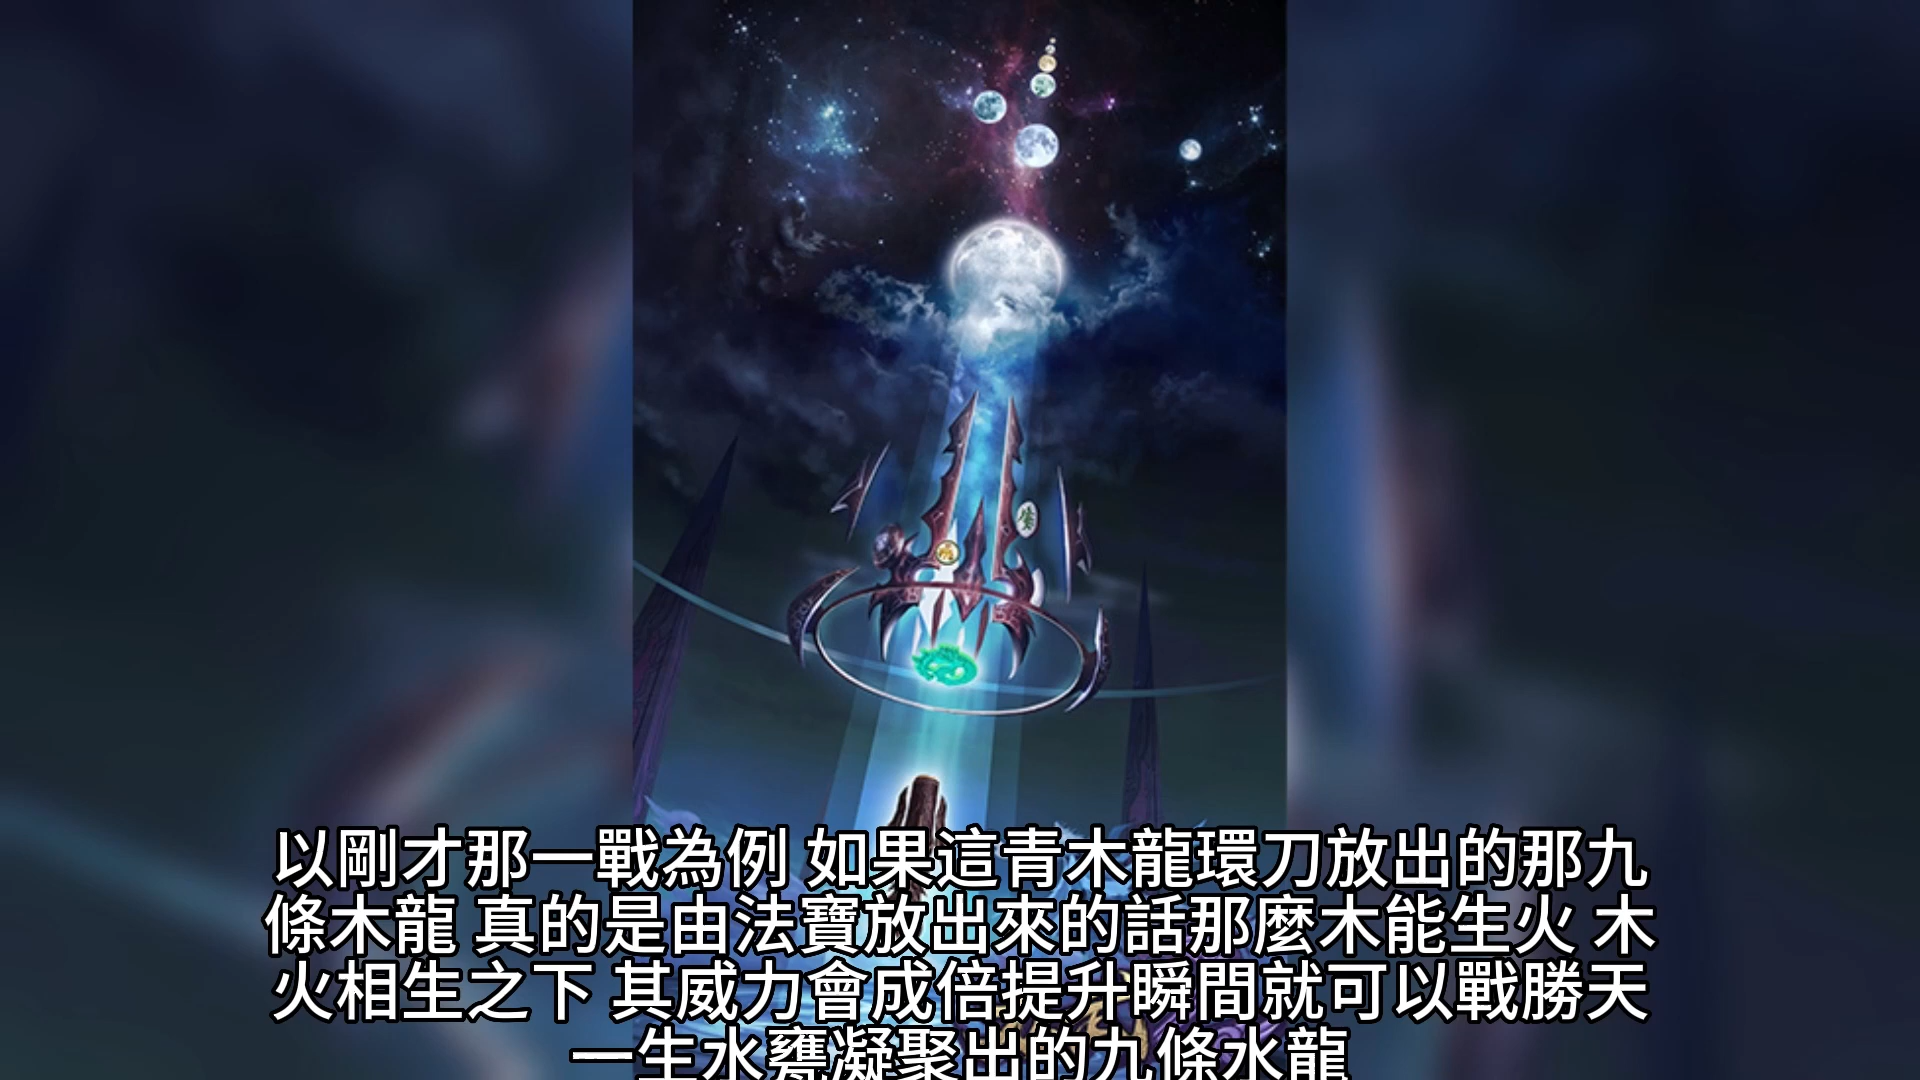 以剛才那一戰為例 如果這青木龍環刀放出的那九
條木龍 真的是由法寶放出來的話那麼木能生火 木
火相生之下 其威力會成倍提升瞬間就可以戰勝天
一生水甕凝聚出的九條水龍